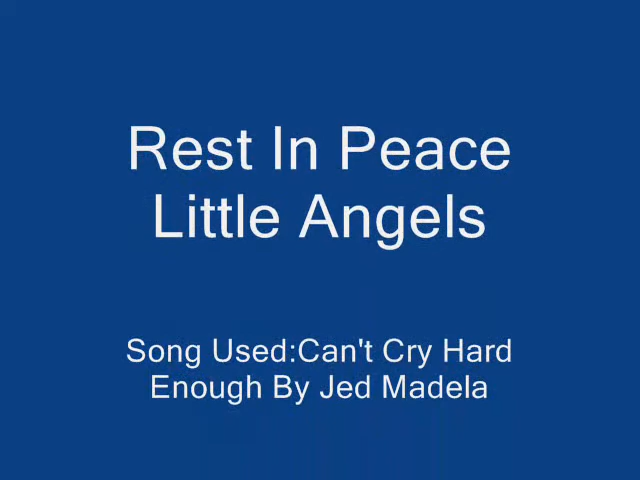 Rest In Peace
Little Angels
Song Used:Can't Cry Hard
Enough By Jed Madela